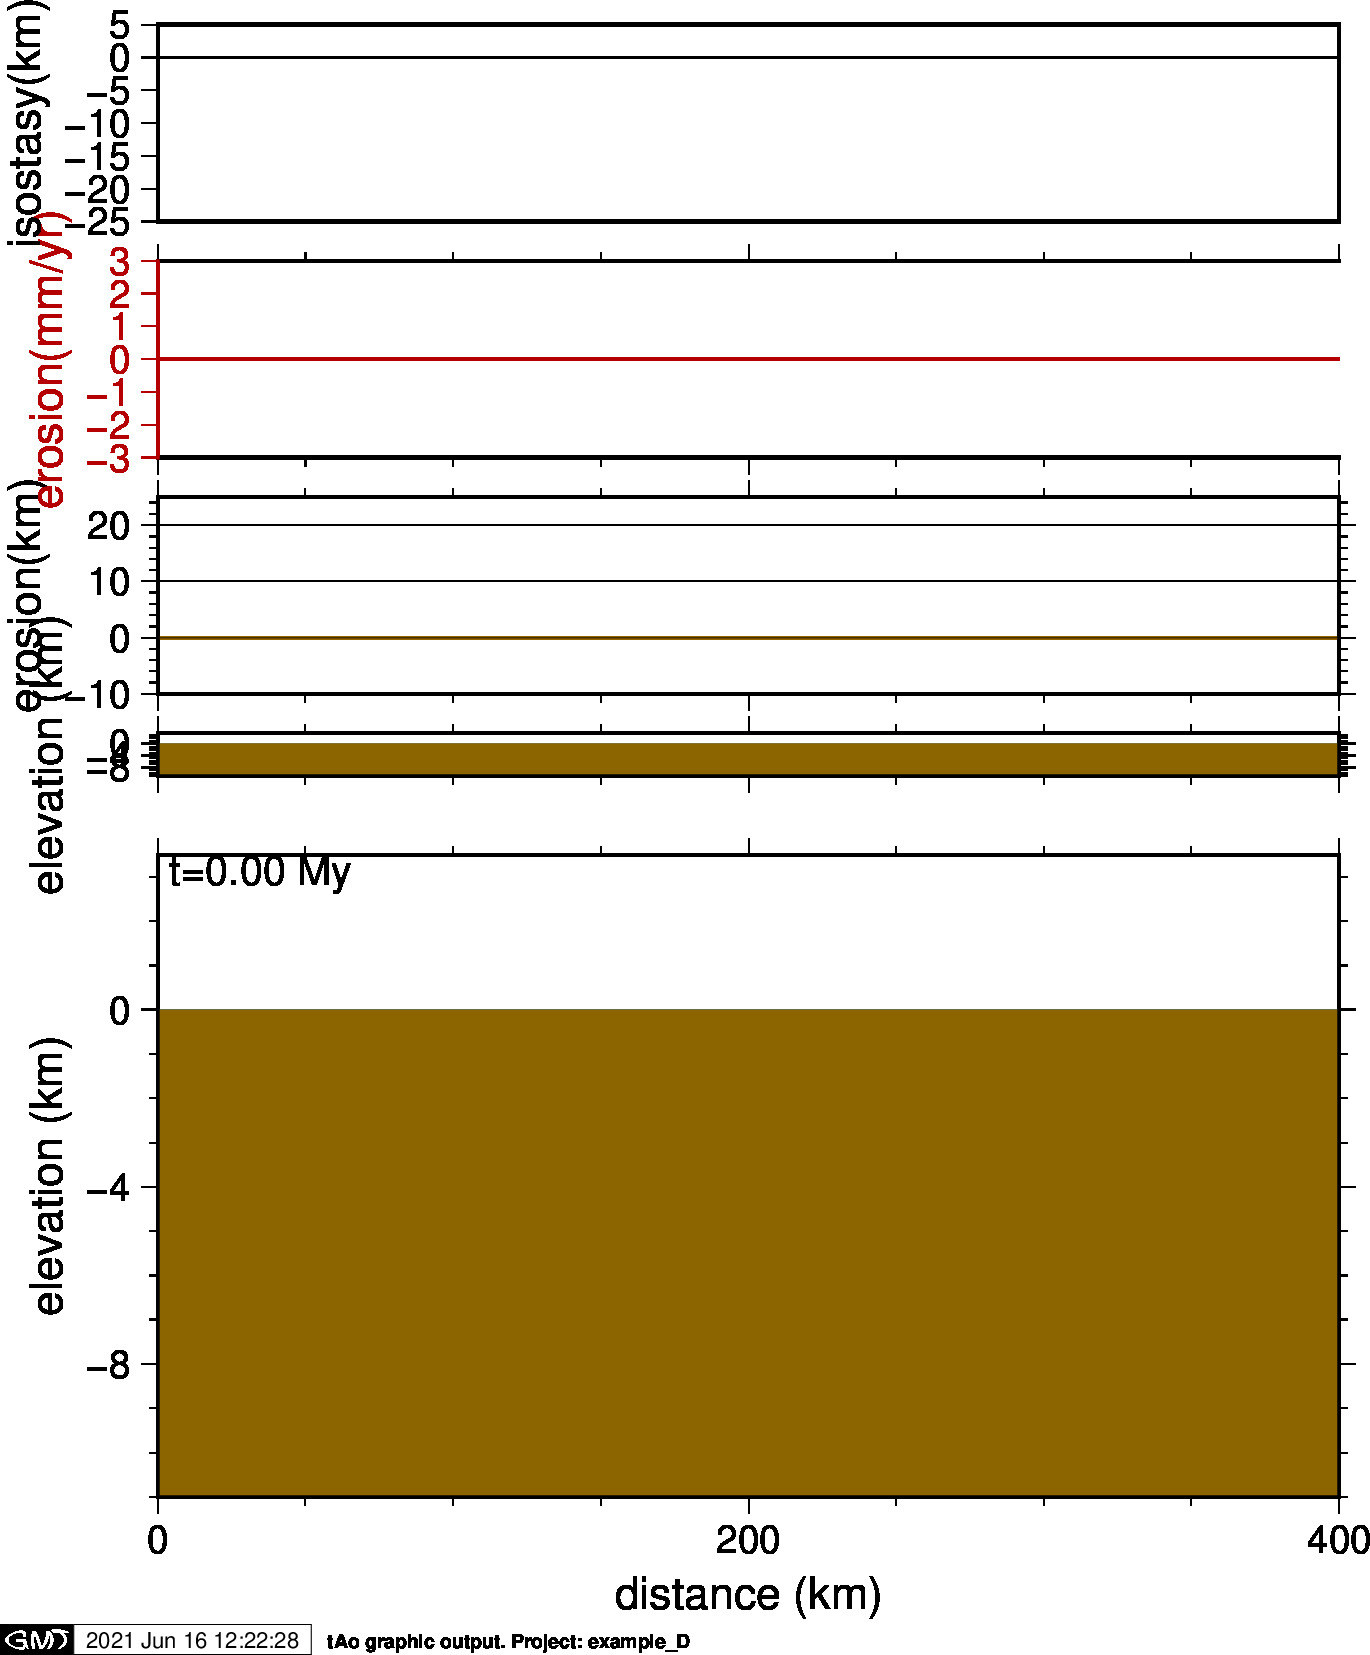 isostasy(km)
5
0
−5
−10
−15
−20
−25
erosion(mm/yr)
3
2
1
0
−1
−2
−3
erosion(km)
20
10
0
−10
elevation (km)
0
−4
−8
t=0.00 My
elevation (km)
0
−4
−8
0 200 400
distance (km)
GMT 2021 Jun 16 12:22:28 tAo graphic output. Project: example_D